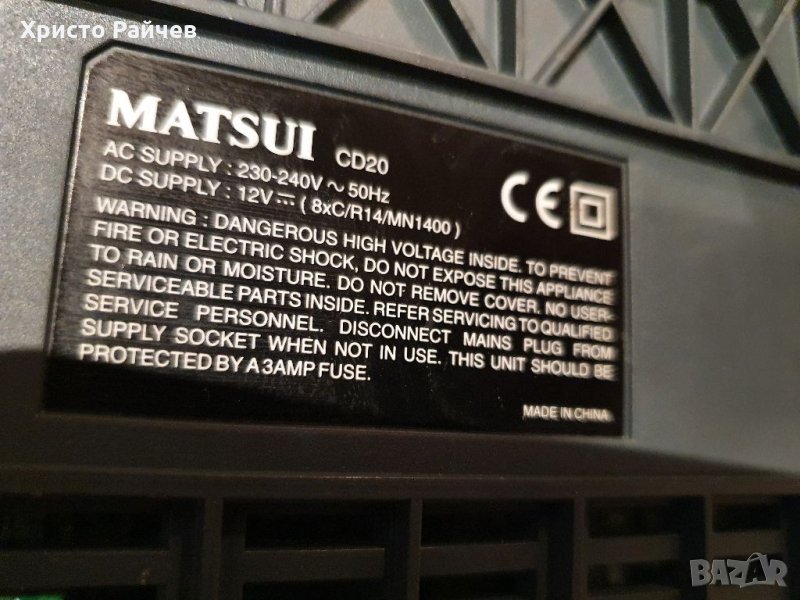 Христо Райчев
MATSUI CD20
AC SUPPLY : 230-240V ~ 50Hz
DC SUPPLY : 12V ⎓ ( 8xC/R14/MN1400 )
CE
WARNING : DANGEROUS HIGH VOLTAGE INSIDE. TO PREVENT
FIRE OR ELECTRIC SHOCK, DO NOT EXPOSE THIS APPLIANCE
TO RAIN OR MOISTURE. DO NOT REMOVE COVER. NO USER-
SERVICEABLE PARTS INSIDE. REFER SERVICING TO QUALIFIED
SERVICE PERSONNEL. DISCONNECT MAINS PLUG FROM
SUPPLY SOCKET WHEN NOT IN USE. THIS UNIT SHOULD BE
PROTECTED BY A 3AMP FUSE.
MADE IN CHINA
BAZAR